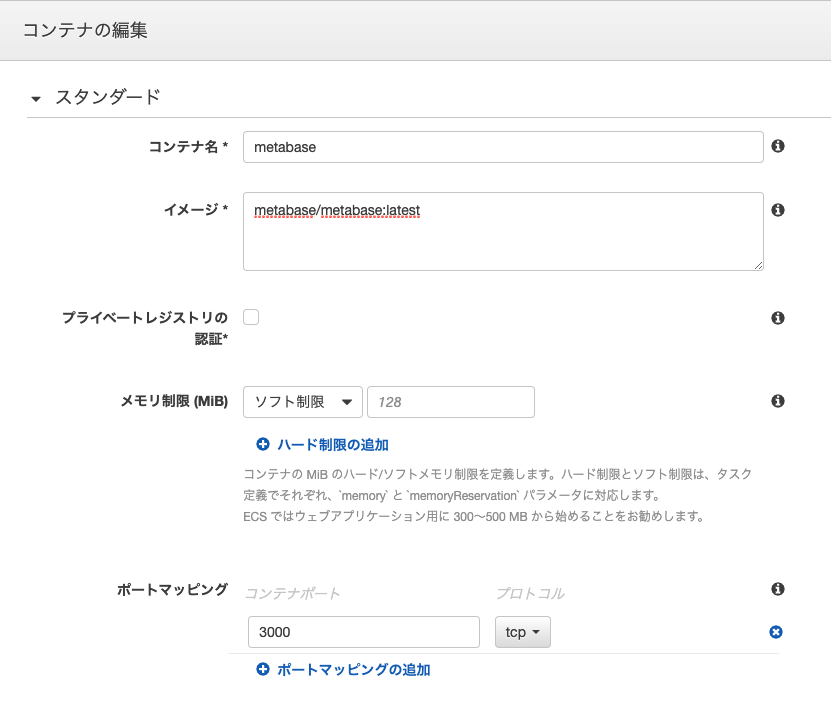 コンテナの編集
スタンダード
コンテナ名 * metabase
イメージ * metabase/metabase:latest
プライベートレジストリの
認証*
メモリ制限 (MiB) ソフト制限 128
ハード制限の追加
コンテナの MiB のハード/ソフトメモリ制限を定義します。ハード制限とソフト制限は、タスク
定義でそれぞれ、`memory` と `memoryReservation` パラメータに対応します。
ECS ではウェブアプリケーション用に 300〜500 MB から始めることをお勧めします。
ポートマッピング コンテナポート プロトコル
3000 tcp
ポートマッピングの追加